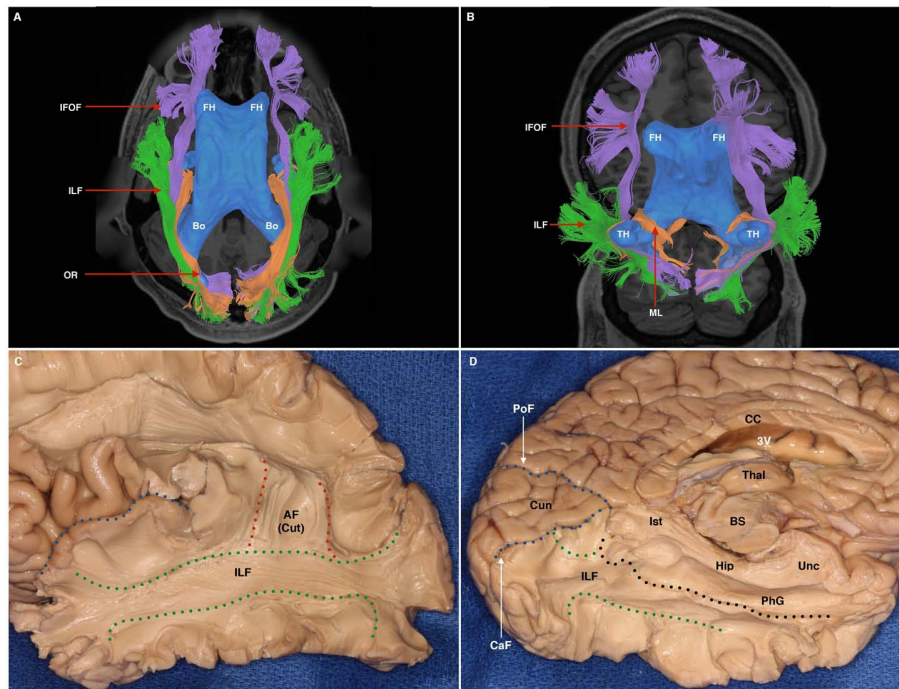 A
FH
FH
IFOF
ILF
Bo
Bo
OR
B
IFOF
FH
FH
ILF
TH
TH
ML
C
AF
(Cut)
ILF
D
PoF
CC
3V
Thal
Cun
Ist
BS
Hip
Unc
ILF
PhG
CaF